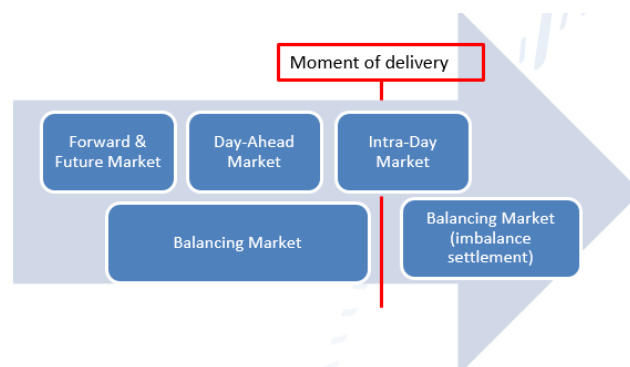 Moment of delivery
Forward &
Future Market
Day-Ahead
Market
Intra-Day
Market
Balancing Market
Balancing Market
(imbalance
settlement)